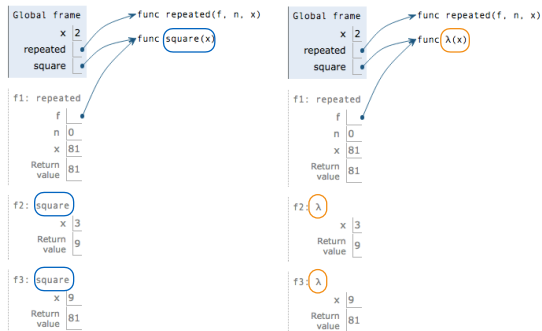 Global frame
func repeated(f, n, x)
x 2
func square(x)
repeated
square
f1: repeated
f
n 0
x 81
Return value 81
f2: square
x 3
Return value 9
f3: square
x 9
Return value 81
Global frame
func repeated(f, n, x)
x 2
func λ(x)
repeated
square
f1: repeated
f
n 0
x 81
Return value 81
f2: λ
x 3
Return value 9
f3: λ
x 9
Return value 81